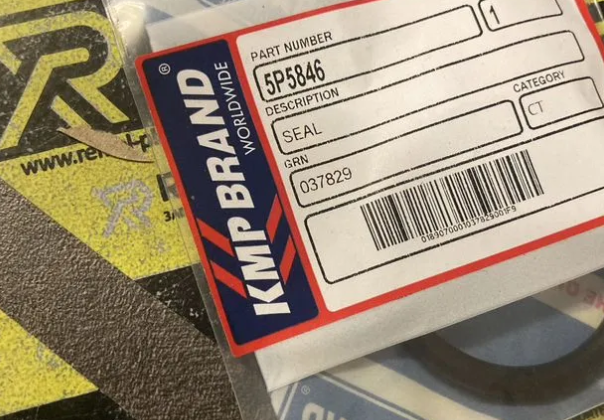 PART NUMBER
5P5846
1
DESCRIPTION
SEAL
CATEGORY
CT
GRN
037829
KMP BRAND®
WORLDWIDE
www.re